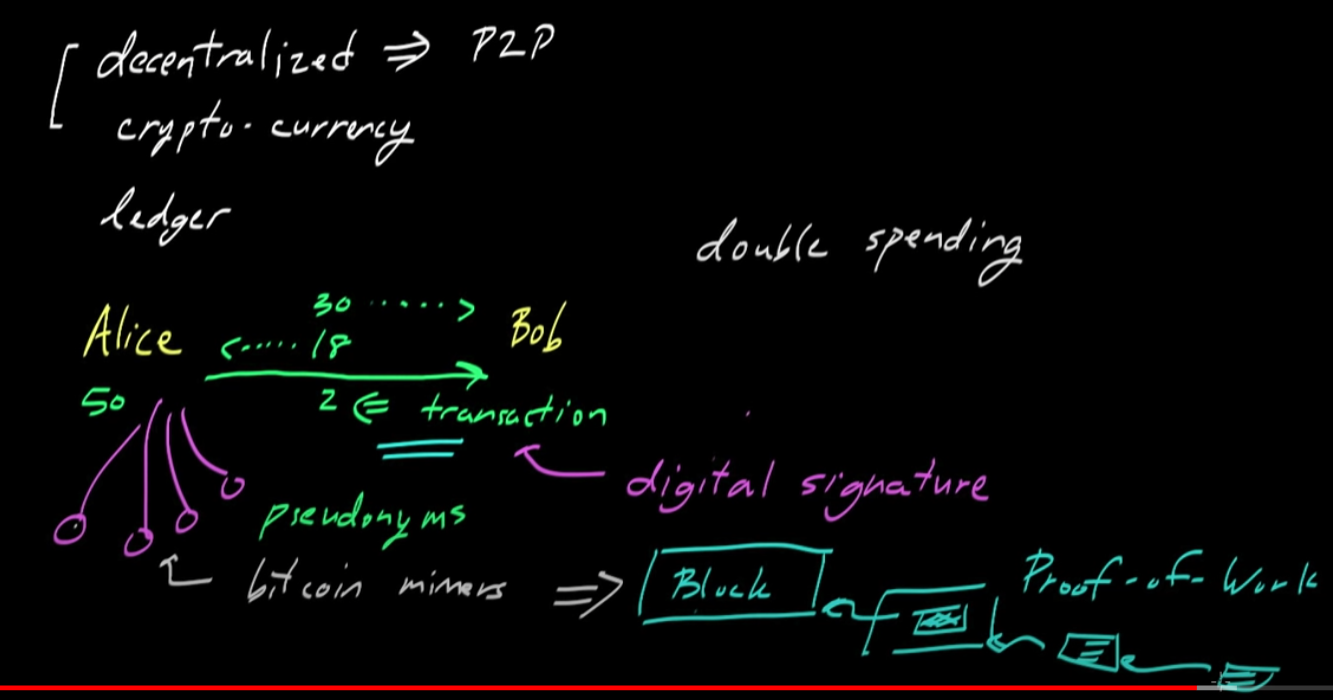 decentralized ⇒ P2P
crypto-currency
ledger
double spending
30 ·····>
Alice <····· 18 Bob
50 2 ⇐ transaction
digital signature
pseudonyms
bitcoin miners ⇒ Block Proof-of-Work